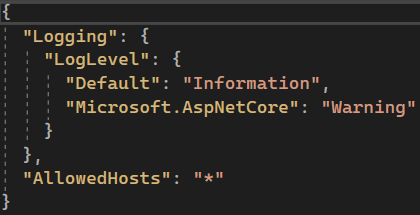 {
  "Logging": {
    "LogLevel": {
      "Default": "Information",
      "Microsoft.AspNetCore": "Warning"
    }
  },
  "AllowedHosts": "*"
}